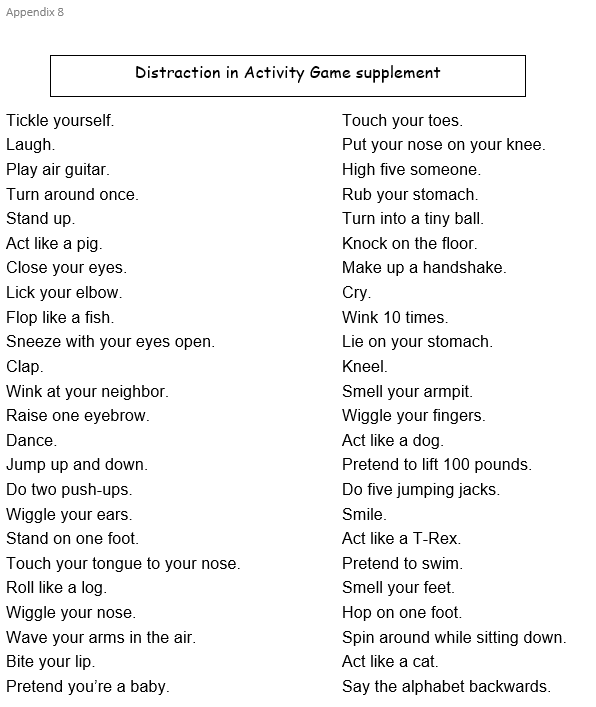 Appendix 8
Distraction in Activity Game supplement
Tickle yourself.
Laugh.
Play air guitar.
Turn around once.
Stand up.
Act like a pig.
Close your eyes.
Lick your elbow.
Flop like a fish.
Sneeze with your eyes open.
Clap.
Wink at your neighbor.
Raise one eyebrow.
Dance.
Jump up and down.
Do two push-ups.
Wiggle your ears.
Stand on one foot.
Touch your tongue to your nose.
Roll like a log.
Wiggle your nose.
Wave your arms in the air.
Bite your lip.
Pretend you’re a baby.
Touch your toes.
Put your nose on your knee.
High five someone.
Rub your stomach.
Turn into a tiny ball.
Knock on the floor.
Make up a handshake.
Cry.
Wink 10 times.
Lie on your stomach.
Kneel.
Smell your armpit.
Wiggle your fingers.
Act like a dog.
Pretend to lift 100 pounds.
Do five jumping jacks.
Smile.
Act like a T-Rex.
Pretend to swim.
Smell your feet.
Hop on one foot.
Spin around while sitting down.
Act like a cat.
Say the alphabet backwards.